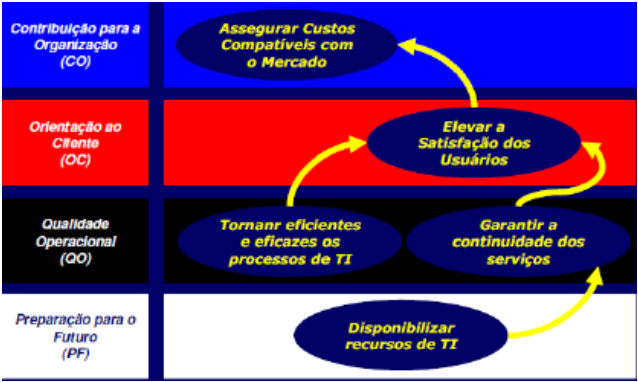 Contribuição para a
Organização
(CO)
Assegurar Custos
Compatíveis com
o Mercado
Orientação ao
Cliente
(OC)
Elevar a
Satisfação dos
Usuários
Qualidade
Operacional
(QO)
Tornanr eficientes
e eficazes os
processos de TI
Garantir a
continuidade dos
serviços
Preparação para o
Futuro
(PF)
Disponibilizar
recursos de TI